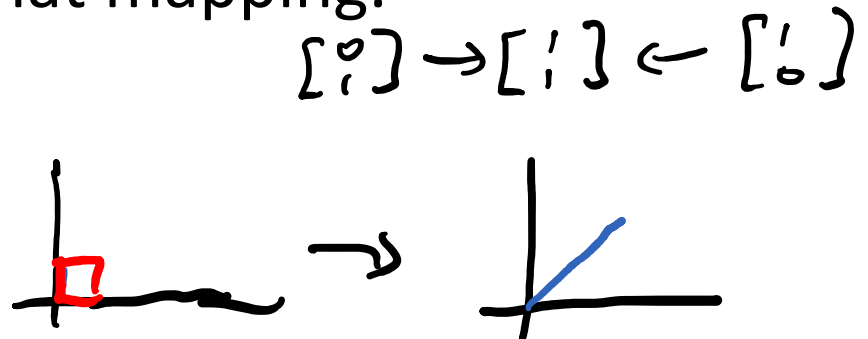 mapping.
[0 1] → [1 1] ← [1 0]